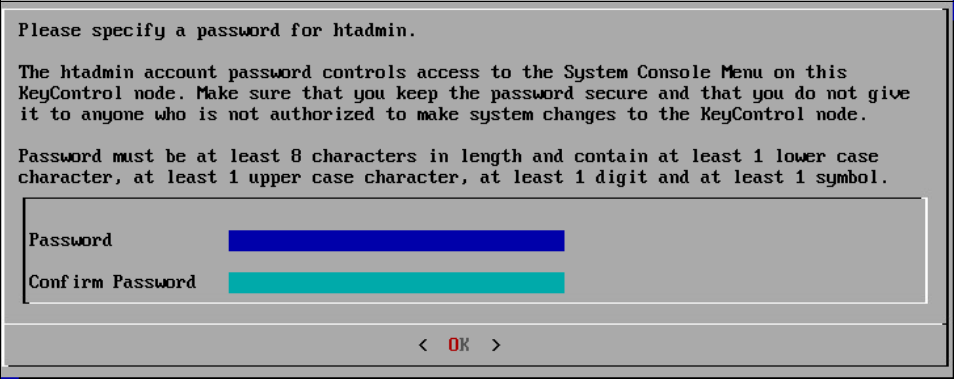 Please specify a password for htadmin.
The htadmin account password controls access to the System Console Menu on this
KeyControl node. Make sure that you keep the password secure and that you do not give
it to anyone who is not authorized to make system changes to the KeyControl node.
Password must be at least 8 characters in length and contain at least 1 lower case
character, at least 1 upper case character, at least 1 digit and at least 1 symbol.
Password
Confirm Password
< OK >